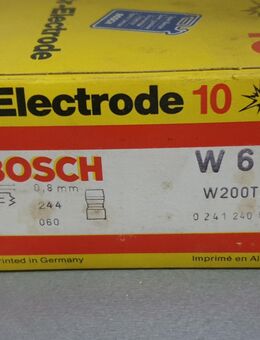 -Electrode
Electrode 10
BOSCH
W 6
0,8 mm
W200T
244
0 241 240
060
rinted in Germany
Imprimé en Al